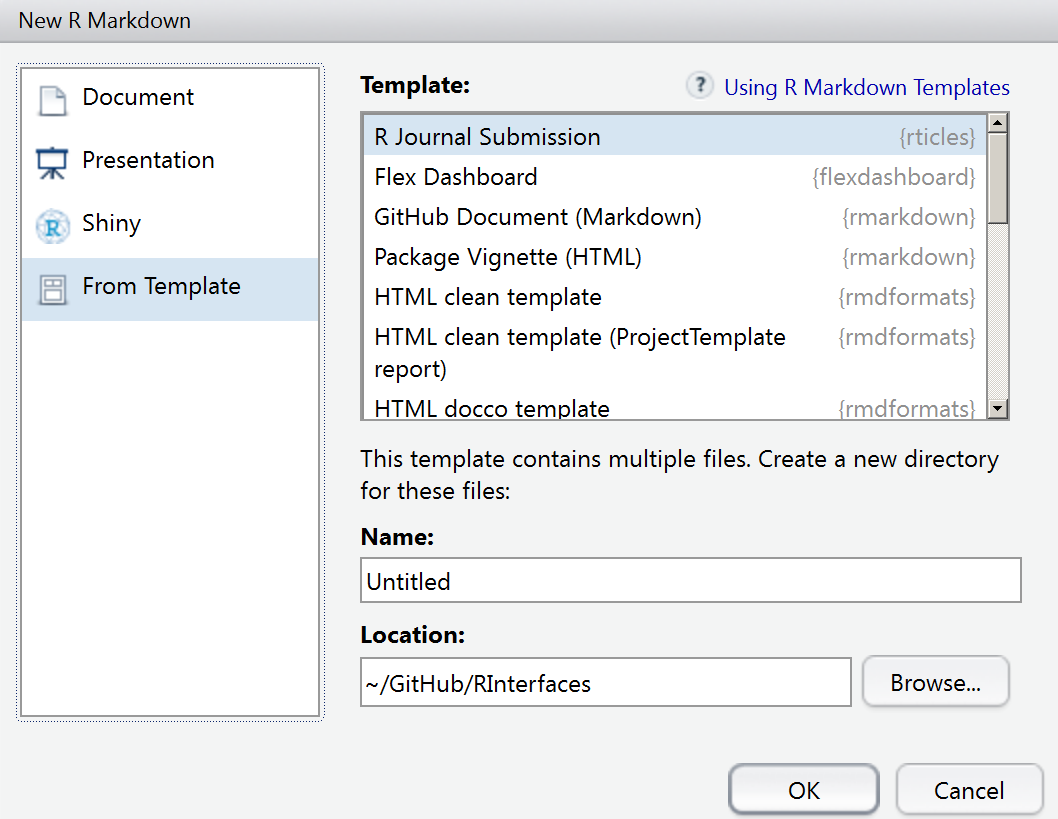 New R Markdown
Document
Presentation
R
Shiny
From Template
Template:
? Using R Markdown Templates
R Journal Submission {rticles}
Flex Dashboard {flexdashboard}
GitHub Document (Markdown) {rmarkdown}
Package Vignette (HTML) {rmarkdown}
HTML clean template {rmdformats}
HTML clean template (ProjectTemplate {rmdformats}
report)
HTML docco template {rmdformats}
This template contains multiple files. Create a new directory
for these files:
Name:
Untitled
Location:
~/GitHub/RInterfaces
Browse...
OK Cancel